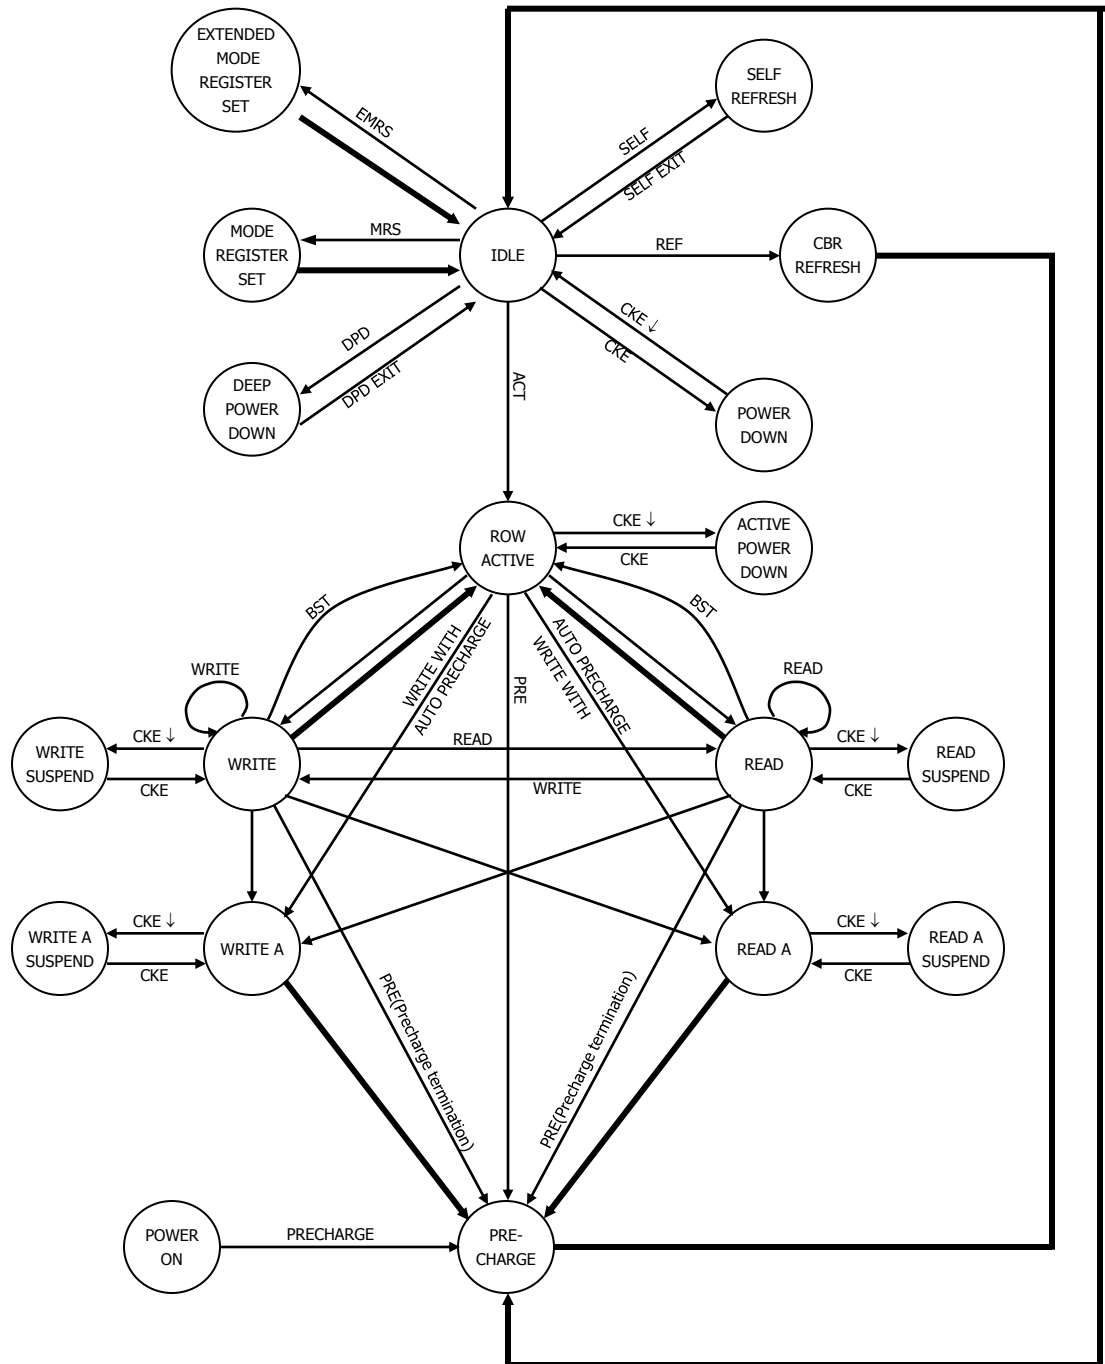 EXTENDED
MODE
REGISTER
SET
SELF
REFRESH
EMRS
SELF
SELF EXIT
MODE
REGISTER
SET
MRS
IDLE
REF
CBR
REFRESH
DPD
DPD EXIT
CKE ↓
CKE
DEEP
POWER
DOWN
ACT
POWER
DOWN
ROW
ACTIVE
CKE ↓
CKE
ACTIVE
POWER
DOWN
BST
BST
WRITE WITH
AUTO PRECHARGE
PRE
AUTO PRECHARGE
WRITE WITH
WRITE
READ
WRITE
SUSPEND
CKE ↓
CKE
WRITE
READ
WRITE
READ
CKE ↓
CKE
READ
SUSPEND
WRITE A
SUSPEND
CKE ↓
CKE
WRITE A
READ A
CKE ↓
CKE
READ A
SUSPEND
PRE(Precharge termination)
PRE(Precharge termination)
POWER
ON
PRECHARGE
PRE-
CHARGE